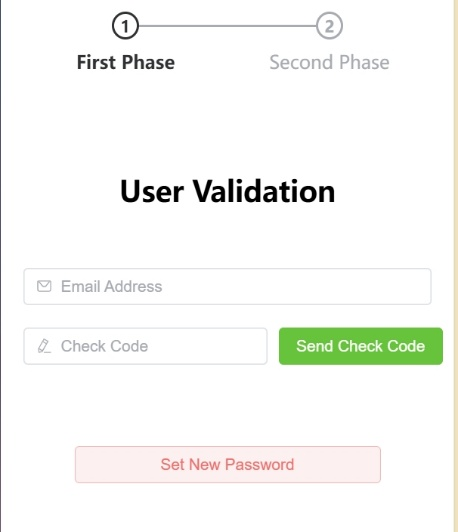 1 2
First Phase Second Phase
User Validation
Email Address
Check Code Send Check Code
Set New Password